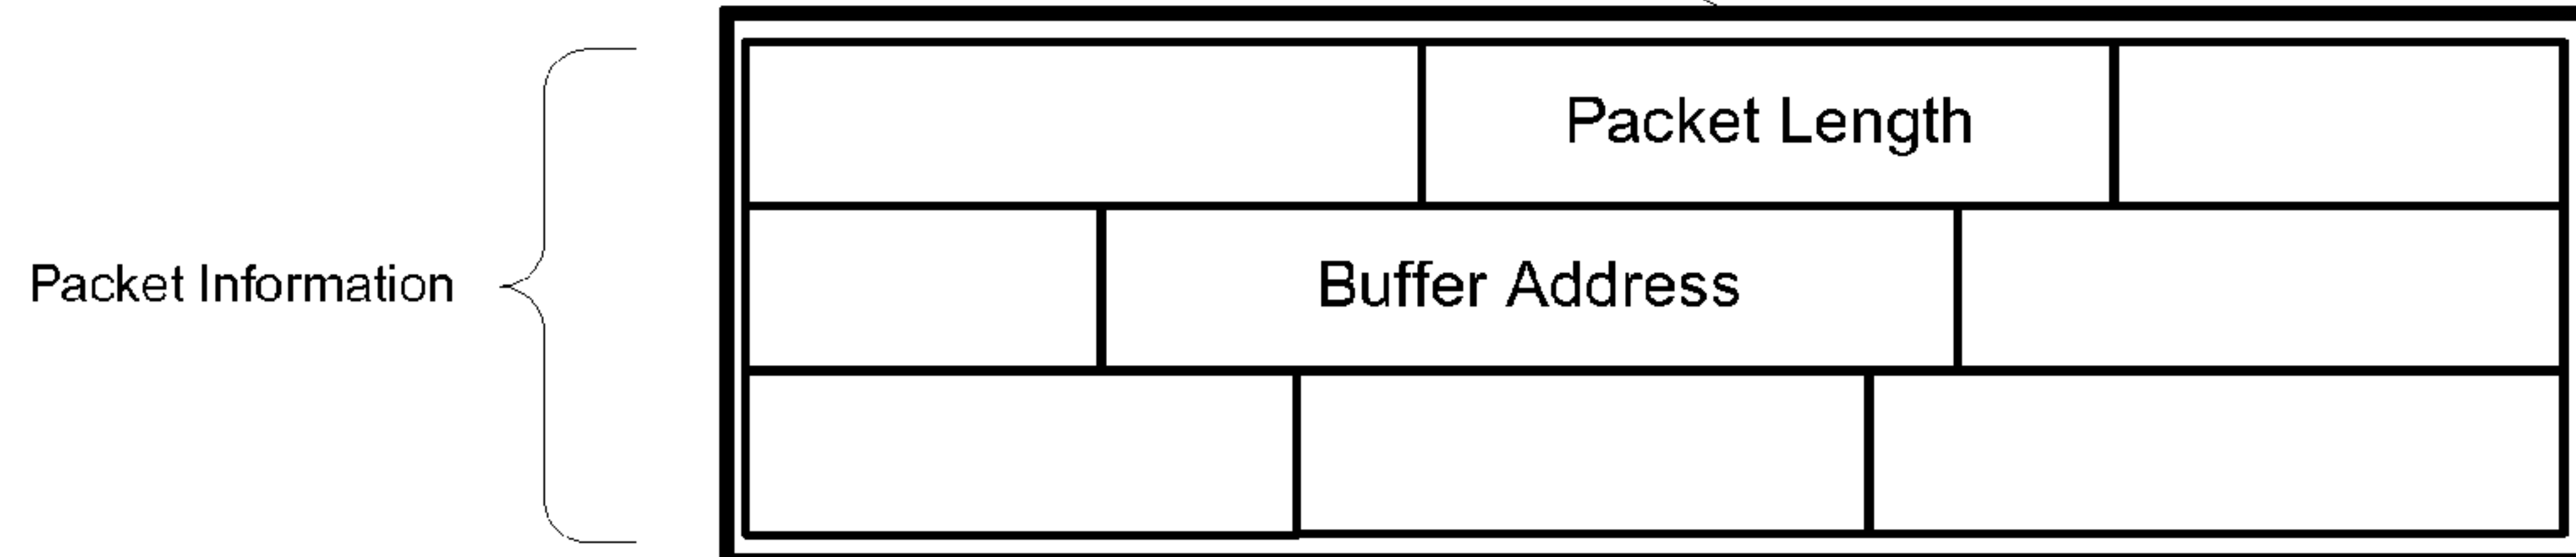 Packet Length
Packet Information
Buffer Address